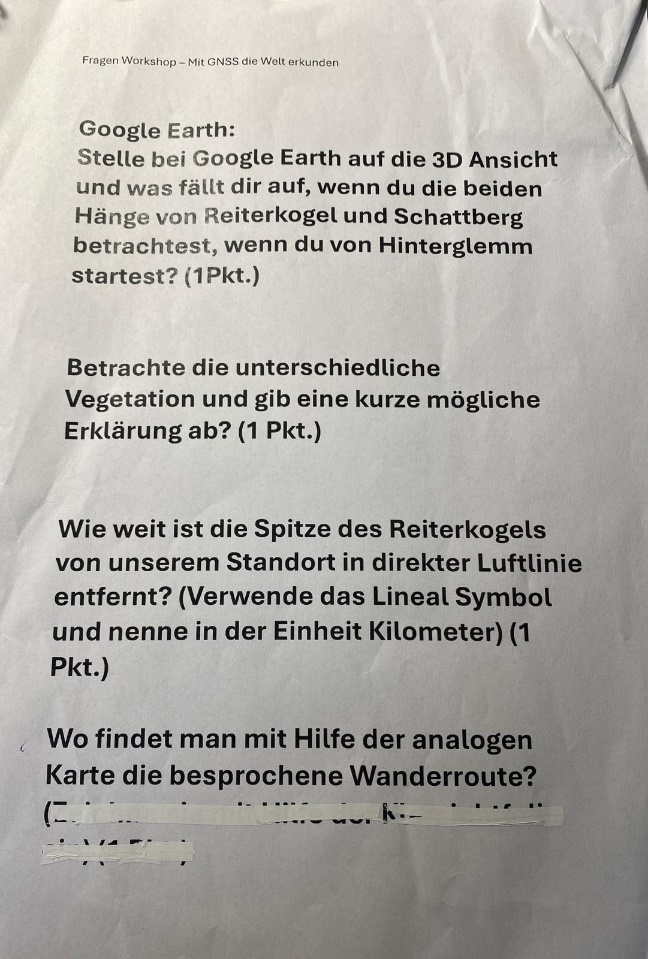 Fragen Workshop – Mit GNSS die Welt erkunden
Google Earth:
Stelle bei Google Earth auf die 3D Ansicht
und was fällt dir auf, wenn du die beiden
Hänge von Reiterkogel und Schattberg
betrachtest, wenn du von Hinterglemm
startest? (1Pkt.)
Betrachte die unterschiedliche
Vegetation und gib eine kurze mögliche
Erklärung ab? (1 Pkt.)
Wie weit ist die Spitze des Reiterkogels
von unserem Standort in direkter Luftlinie
entfernt? (Verwende das Lineal Symbol
und nenne in der Einheit Kilometer) (1
Pkt.)
Wo findet man mit Hilfe der analogen
Karte die besprochene Wanderroute?